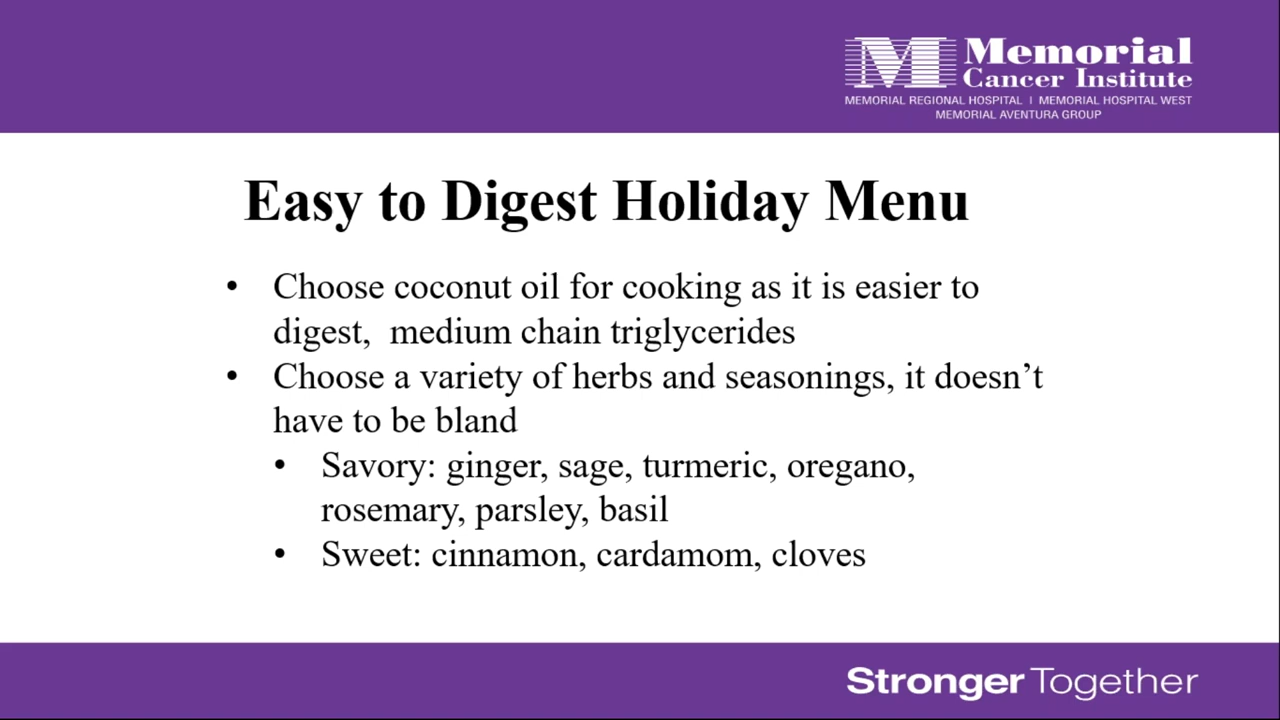 Memorial
Cancer Institute
MEMORIAL REGIONAL HOSPITAL | MEMORIAL HOSPITAL WEST
MEMORIAL AVENTURA GROUP
Easy to Digest Holiday Menu
• Choose coconut oil for cooking as it is easier to
digest, medium chain triglycerides
• Choose a variety of herbs and seasonings, it doesn’t
have to be bland
• Savory: ginger, sage, turmeric, oregano,
rosemary, parsley, basil
• Sweet: cinnamon, cardamom, cloves
Stronger Together